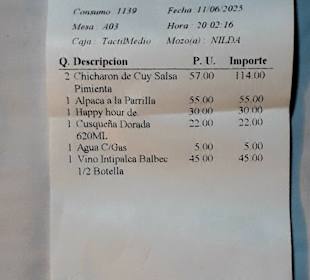 Consumo : 1139 Fecha : 11/06/2025
Mesa : A03 Hora : 20:02:16
Caja : TactilMedio Mozo(a) : NILDA
Q. Descripcion P. U. Importe
2 Chicharon de Cuy Salsa 57.00 114.00
Pimienta
1 Alpaca a la Parrilla 55.00 55.00
1 Happy hour de 30.00 30.00
1 Cusqueña Dorada 22.00 22.00
620ML
1 Agua C/Gas 5.00 5.00
1 Vino Intipalca Balbec 45.00 45.00
1/2 Botella